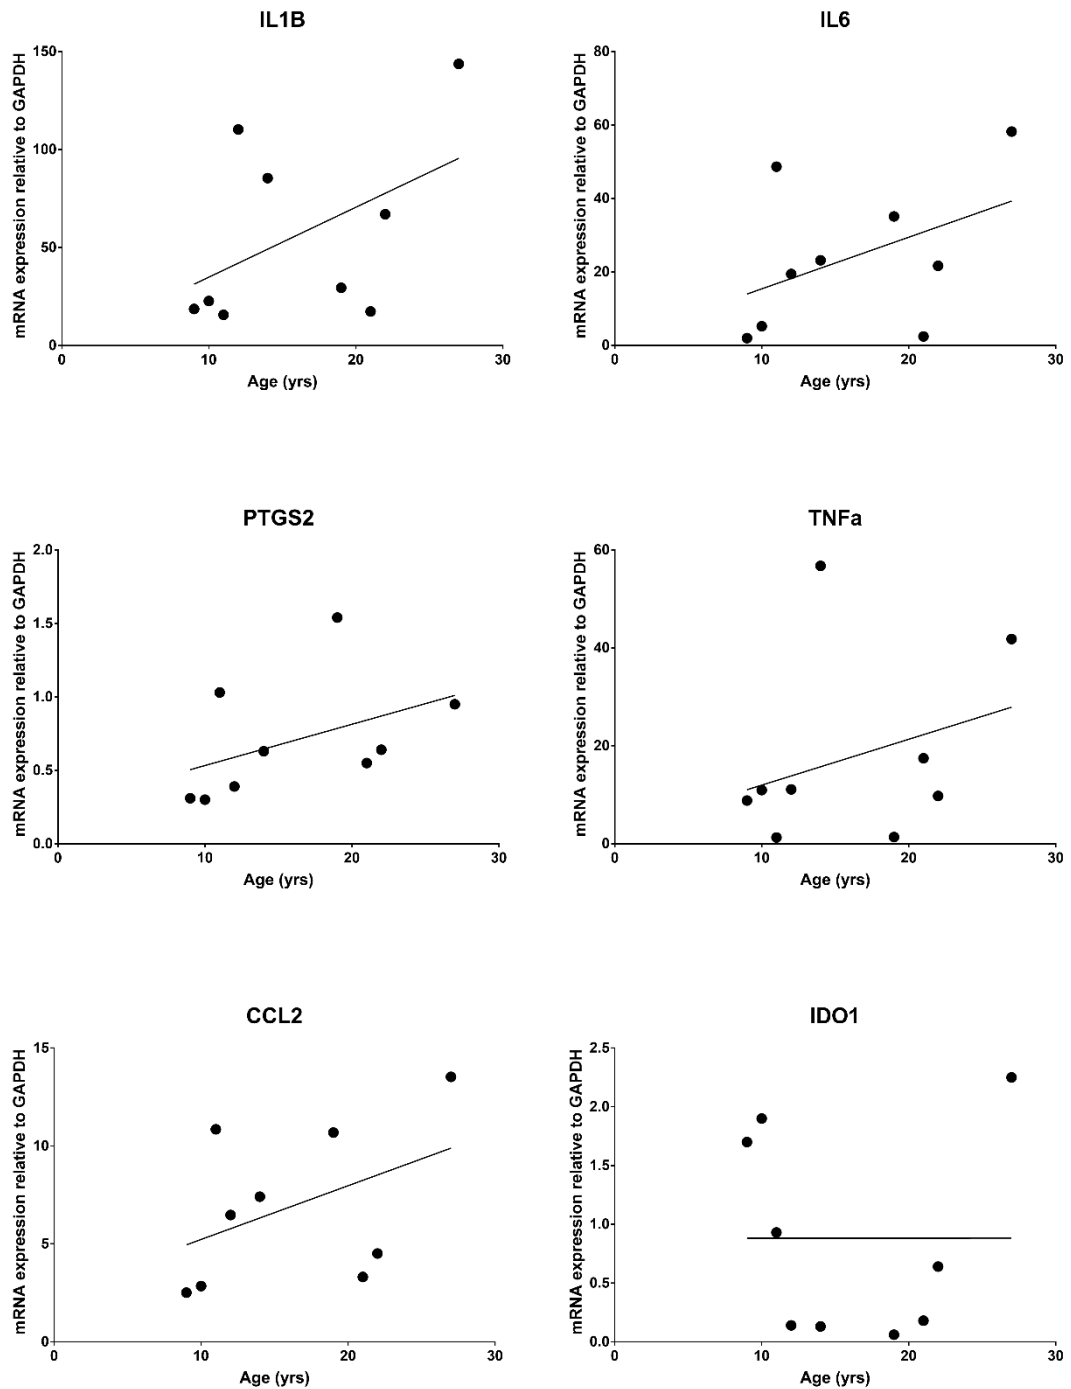 IL1B
mRNA expression relative to GAPDH
150
100
50
0
0 10 20 30
Age (yrs)
IL6
mRNA expression relative to GAPDH
80
60
40
20
0
0 10 20 30
Age (yrs)
PTGS2
mRNA expression relative to GAPDH
2.0
1.5
1.0
0.5
0.0
0 10 20 30
Age (yrs)
TNFa
mRNA expression relative to GAPDH
60
40
20
0
0 10 20 30
Age (yrs)
CCL2
mRNA expression relative to GAPDH
15
10
5
0
0 10 20 30
Age (yrs)
IDO1
mRNA expression relative to GAPDH
2.5
2.0
1.5
1.0
0.5
0.0
0 10 20 30
Age (yrs)